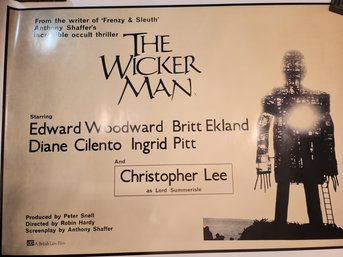 From the writer of 'Frenzy & Sleuth'
Anthony Shaffer's
incredible occult thriller
THE
WICKER
MAN
Starring
Edward Woodward Britt Ekland
Diane Cilento Ingrid Pitt
And
Christopher Lee
as Lord Summerisle
Produced by Peter Snell
Directed by Robin Hardy
Screenplay by Anthony Shaffer
A British Lion Film